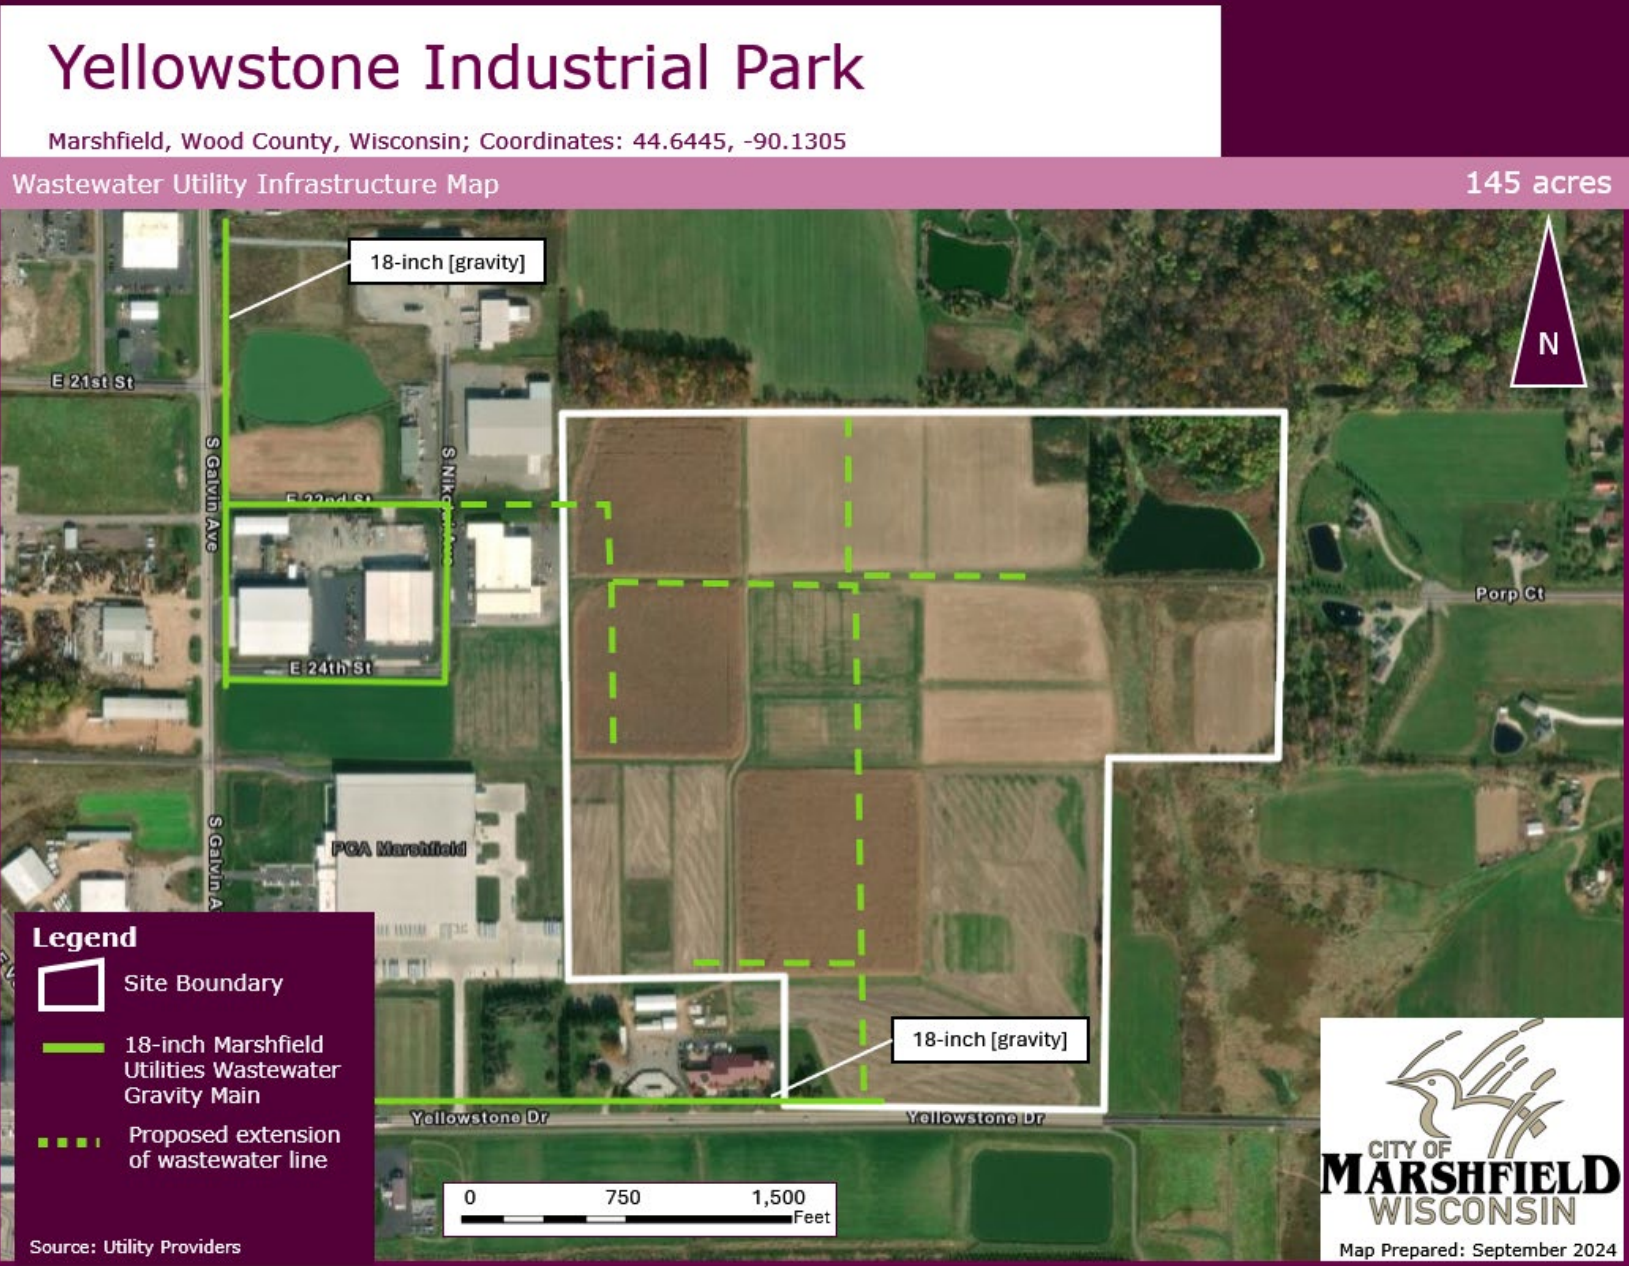 Yellowstone Industrial Park
Marshfield, Wood County, Wisconsin; Coordinates: 44.6445, -90.1305
Wastewater Utility Infrastructure Map
145 acres
18-inch [gravity]
N
E 21st St
S Galvin Ave
E 22nd St
Porp Ct
E 24th St
S Galvin A
PCA Marshfield
Legend
Site Boundary
18-inch Marshfield
Utilities Wastewater
Gravity Main
Proposed extension
of wastewater line
Source: Utility Providers
18-inch [gravity]
Yellowstone Dr
Yellowstone Dr
0 750 1,500
Feet
CITY OF
MARSHFIELD
WISCONSIN
Map Prepared: September 2024